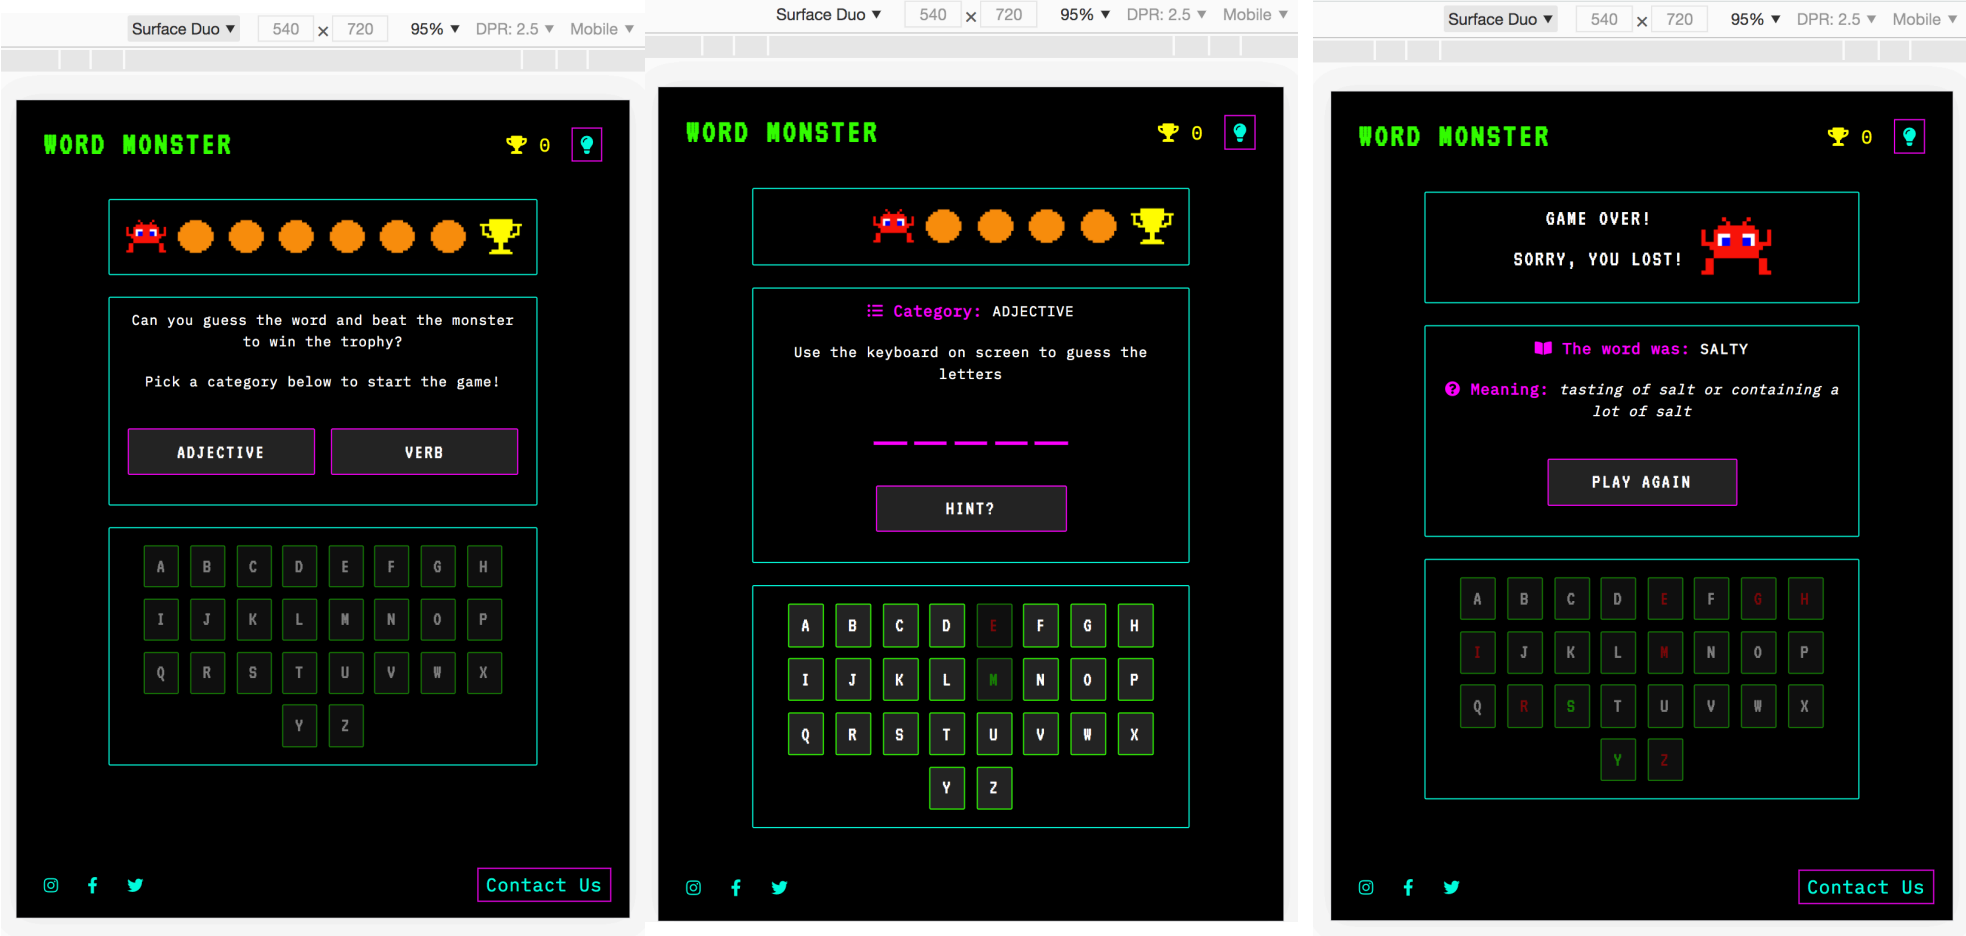 Surface Duo ▼ 540 × 720 95% ▼ DPR: 2.5 ▼ Mobile ▼
WORD MONSTER 0
Can you guess the word and beat the monster
to win the trophy?
Pick a category below to start the game!
ADJECTIVE VERB
A B C D E F G H
I J K L M N O P
Q R S T U V W X
Y Z
Contact Us
Surface Duo ▼ 540 × 720 95% ▼ DPR: 2.5 ▼ Mobile ▼
WORD MONSTER 0
Category: ADJECTIVE
Use the keyboard on screen to guess the
letters
HINT?
A B C D E F G H
I J K L M N O P
Q R S T U V W X
Y Z
Surface Duo ▼ 540 × 720 95% ▼ DPR: 2.5 ▼ Mobile ▼
WORD MONSTER 0
GAME OVER!
SORRY, YOU LOST!
The word was: SALTY
Meaning: tasting of salt or containing a
lot of salt
PLAY AGAIN
A B C D E F G H
I J K L M N O P
Q R S T U V W X
Y Z
Contact Us